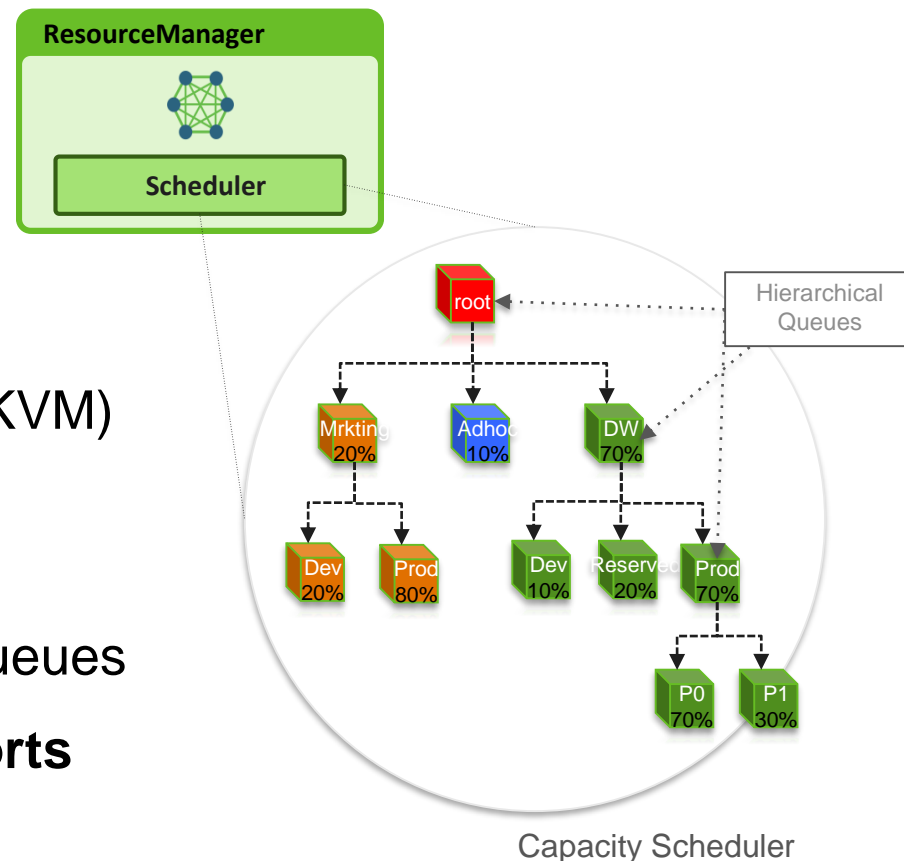 ResourceManager
Scheduler
root
Hierarchical
Queues
KVM)
Mrkting
20%
Adhoc
10%
DW
70%
Dev
20%
Prod
80%
Dev
10%
Reserved
20%
Prod
70%
ueues
P0
70%
P1
30%
orts
Capacity Scheduler